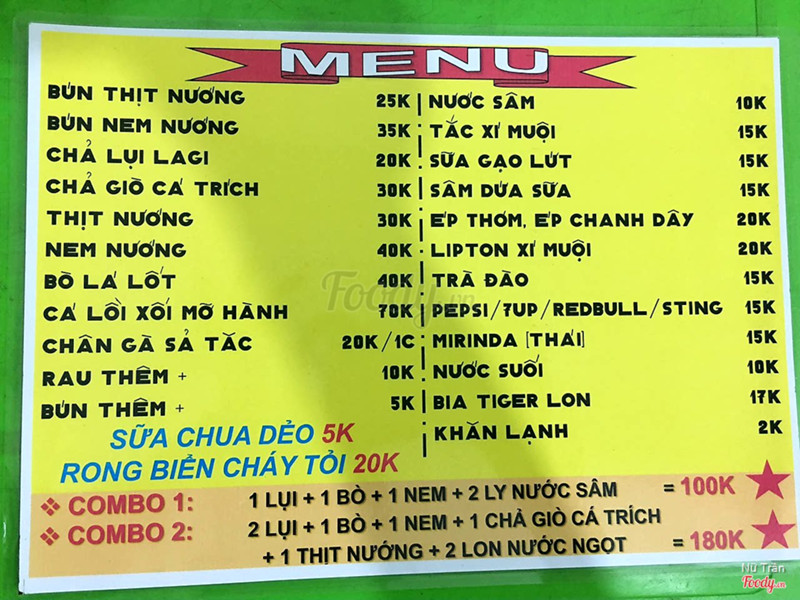 MENU
BÚN THỊT NƯƠNG 25K
BÚN NEM NƯƠNG 35K
CHẢ LỤI LAGI 20K
CHẢ GIÒ CÁ TRÍCH 30K
THỊT NƯƠNG 30K
NEM NƯƠNG 40K
BÒ LÁ LỐT 40K
CÁ LỒI XỐI MỠ HÀNH 70K
CHÂN GÀ SẢ TẮC 20K/1C
RAU THÊM + 10K
BÚN THÊM + 5K
SỮA CHUA DẺO 5K
RONG BIỂN CHÁY TỎI 20K
NƯỚC SÂM 10K
TẮC XÍ MUỘI 15K
SỮA GẠO LỨT 15K
SÂM DỨA SỮA 15K
ÉP THƠM, ÉP CHANH DÂY 20K
LIPTON XÍ MUỘI 20K
TRÀ ĐÀO 15K
PEPSI/7UP/REDBULL/STING 15K
MIRINDA [THÁI] 15K
NƯỚC SUỐI 10K
BIA TIGER LON 17K
KHĂN LẠNH 2K
❖ COMBO 1: 1 LỤI + 1 BÒ + 1 NEM + 2 LY NƯỚC SÂM = 100K
❖ COMBO 2: 2 LỤI + 1 BÒ + 1 NEM + 1 CHẢ GIÒ CÁ TRÍCH
+ 1 THỊT NƯỚNG + 2 LON NƯỚC NGỌT = 180K
Foody.vn
Nữ Trần
Foody.vn